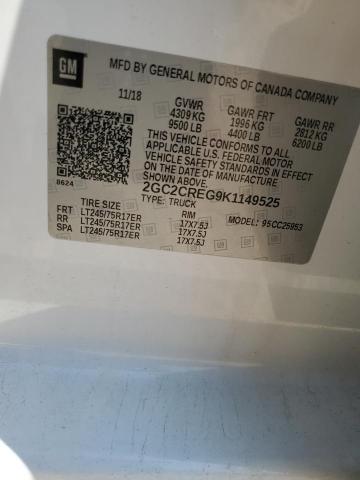 GM
MFD BY GENERAL MOTORS OF CANADA COMPANY
11/18
GVWR
4309 KG
9500 LB
GAWR FRT
1996 KG
4400 LB
GAWR RR
2812 KG
6200 LB
THIS VEHICLE CONFORMS TO ALL
APPLICABLE U.S. FEDERAL MOTOR
VEHICLE SAFETY STANDARDS IN EFFECT
ON THE DATE OF MANUFACTURE
SHOWN ABOVE.
8624
2GC2CREG9K1149525
TYPE: TRUCK
MODEL: 95CC25953
TIRE SIZE RIM
FRT LT245/75R17ER 17X7.5J
RR LT245/75R17ER 17X7.5J
SPA LT245/75R17ER 17X7.5J